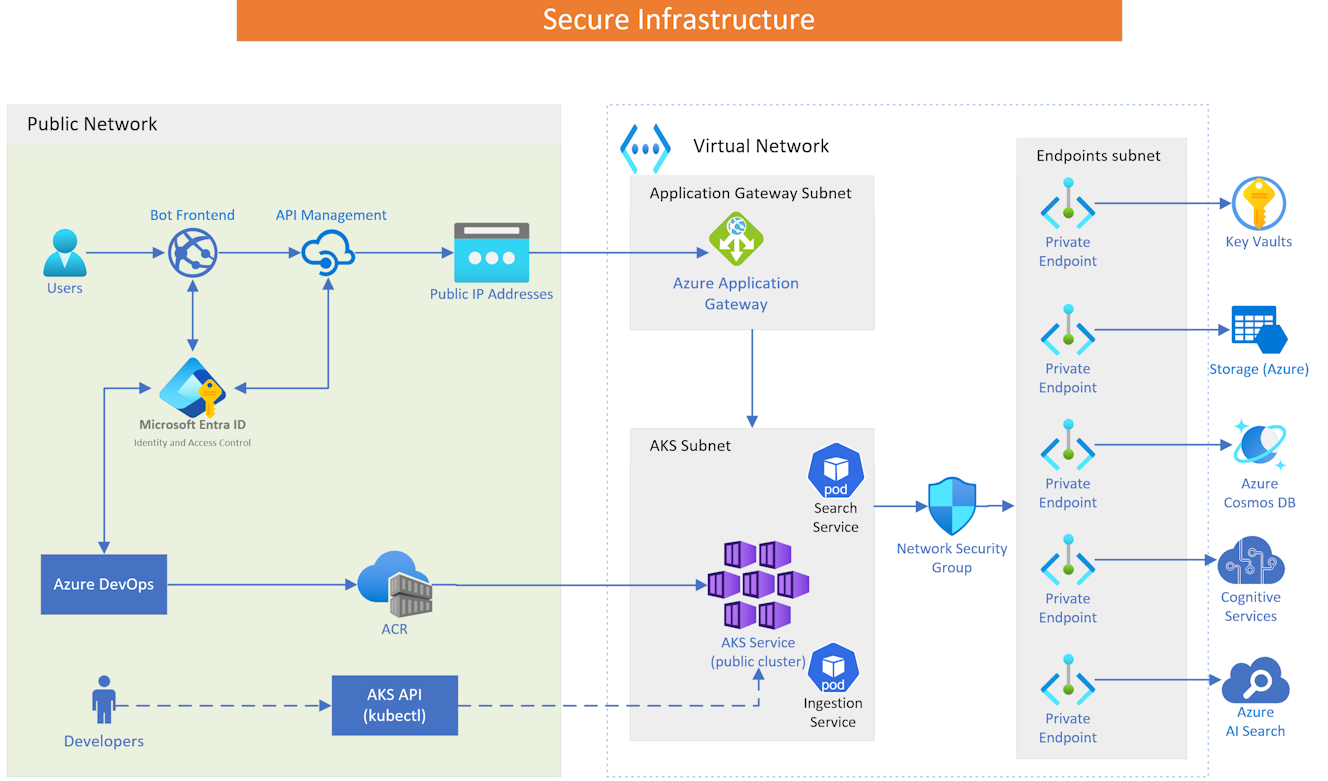 Secure Infrastructure
Public Network
Bot Frontend
API Management
Users
Public IP Addresses
Microsoft Entra ID
Identity and Access Control
Azure DevOps
ACR
AKS API
(kubectl)
Developers
Virtual Network
Application Gateway Subnet
Azure Application
Gateway
AKS Subnet
pod
Search
Service
AKS Service
(public cluster)
pod
Ingestion
Service
Network Security
Group
Endpoints subnet
Private
Endpoint
Key Vaults
Private
Endpoint
Storage (Azure)
Private
Endpoint
Azure
Cosmos DB
Private
Endpoint
Cognitive
Services
Private
Endpoint
Azure
AI Search